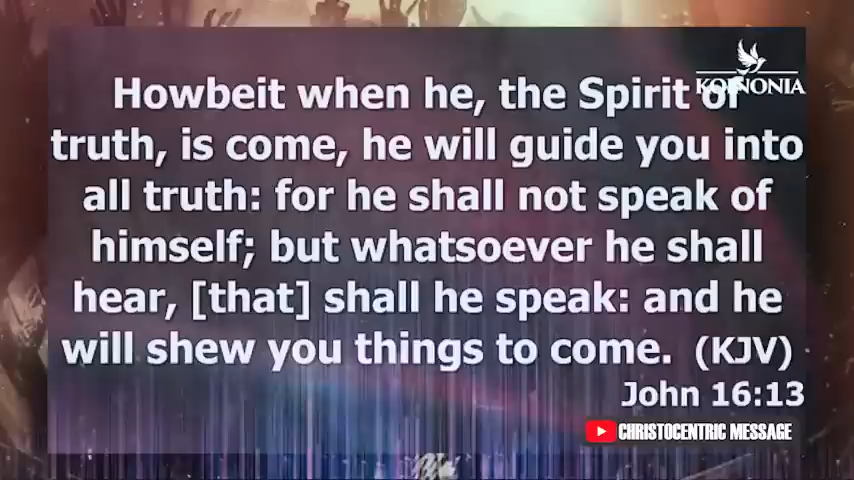 KOINONIA
Howbeit when he, the Spirit of
truth, is come, he will guide you into
all truth: for he shall not speak of
himself; but whatsoever he shall
hear, [that] shall he speak: and he
will shew you things to come. (KJV)
John 16:13
CHRISTOCENTRIC MESSAGE